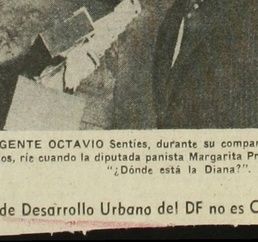 GENTE OCTAVIO Sentíes, durante su compar
os, ríe cuando la diputada panista Margarita Pr
"¿Dónde está la Diana?".
de Desarrollo Urbano del DF no es C